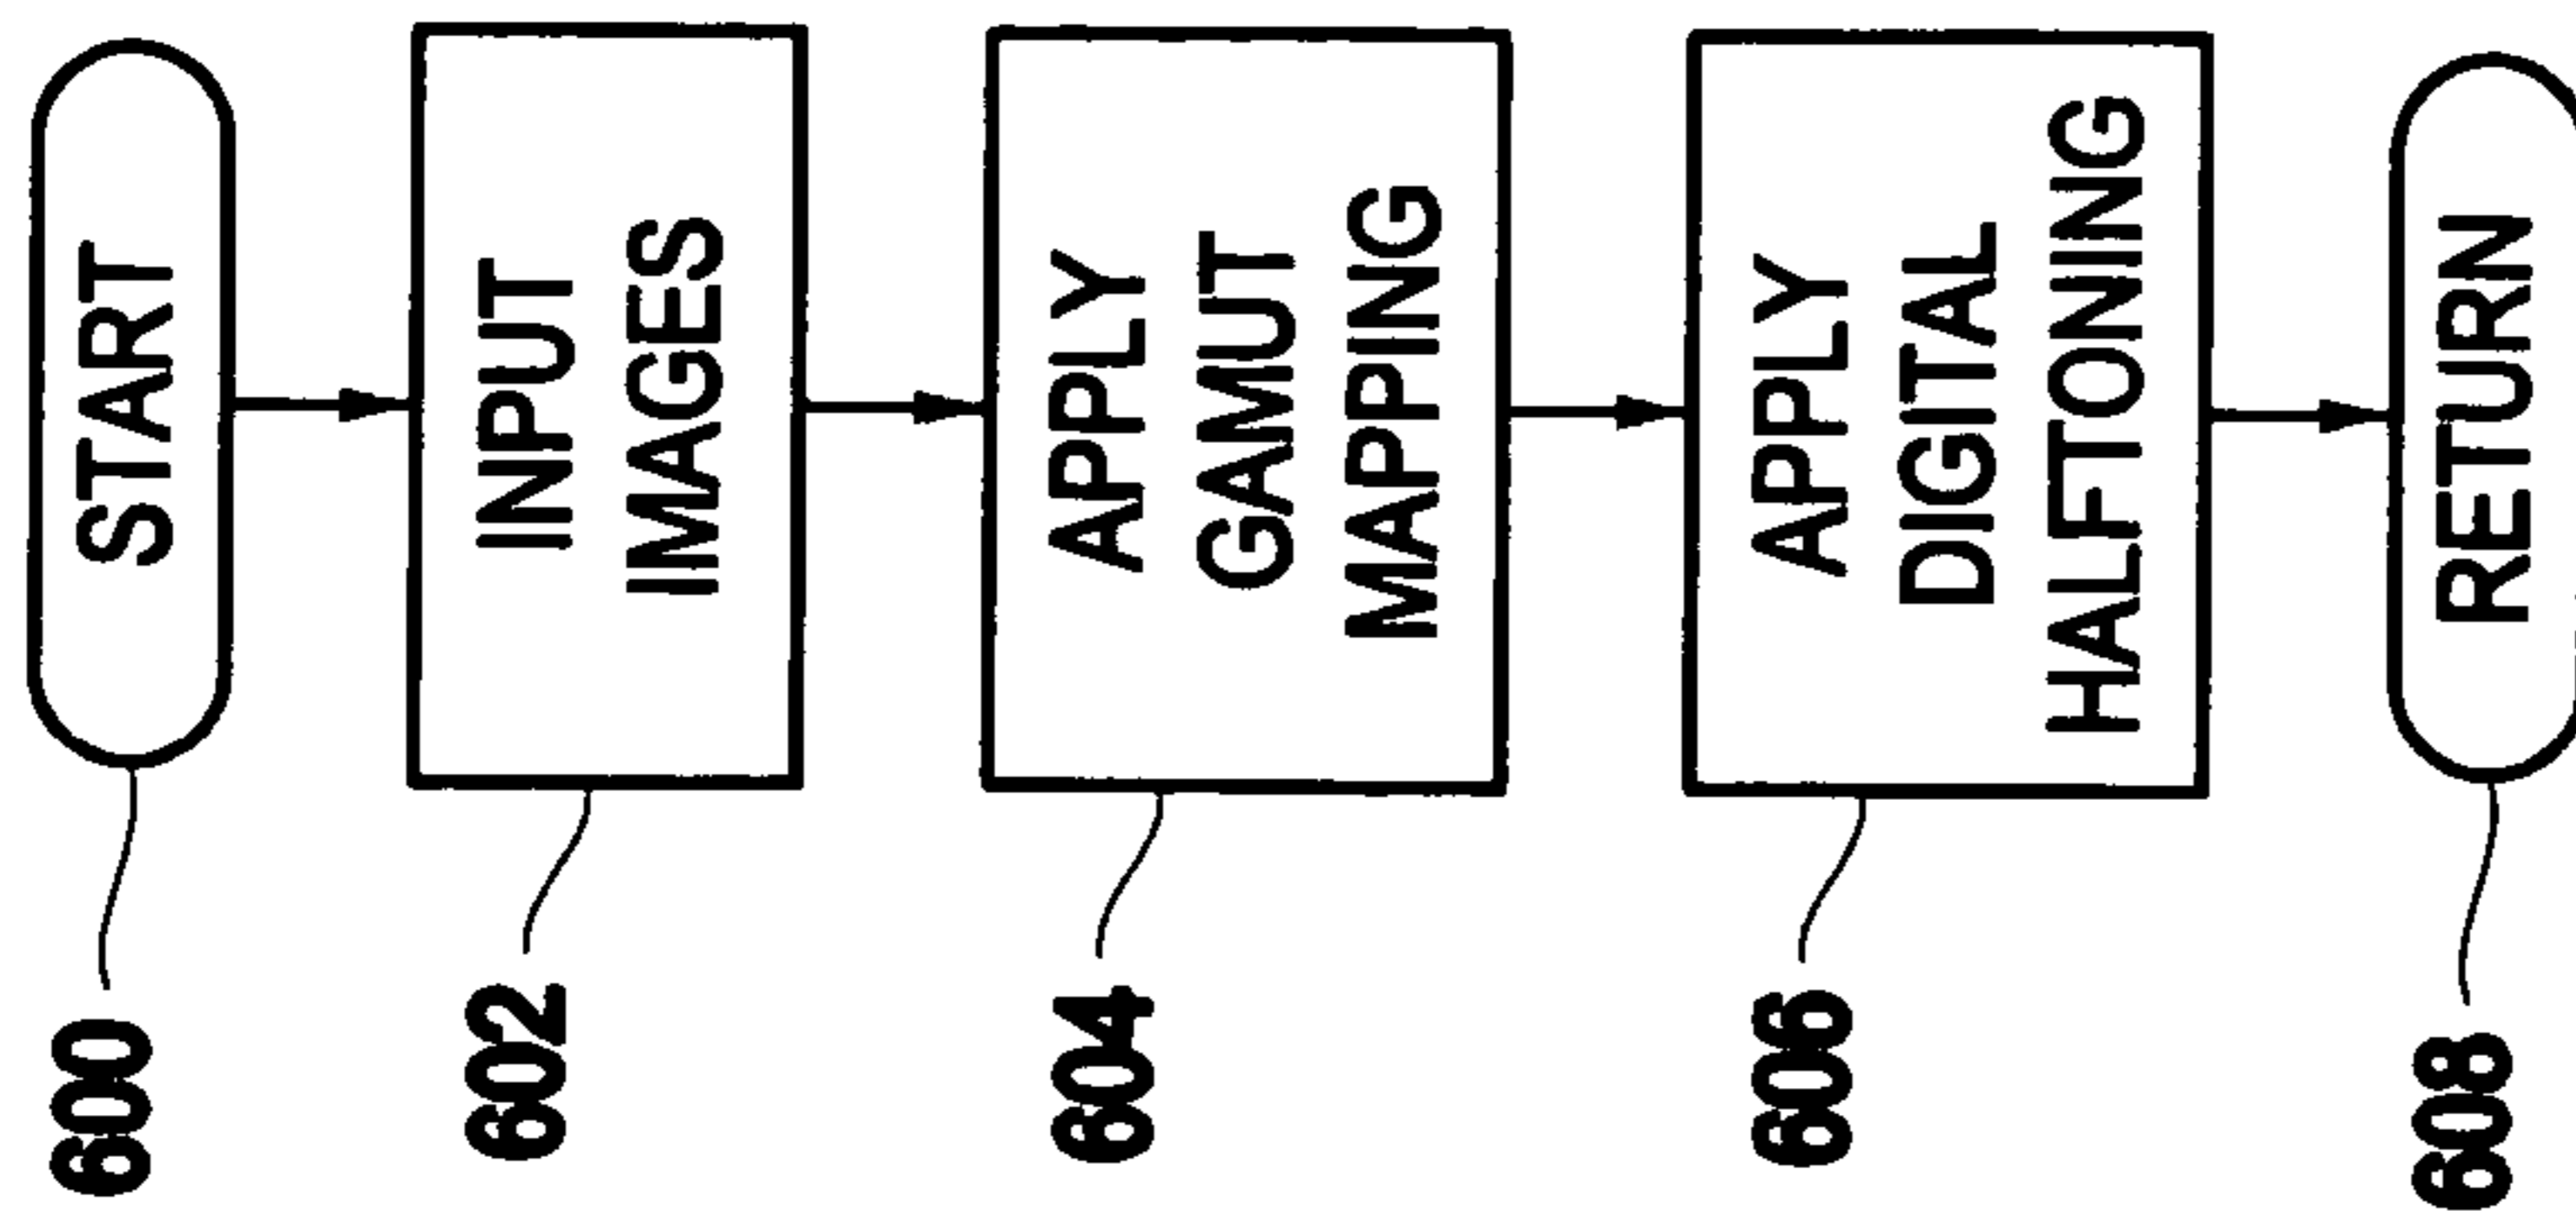 600
START
602
INPUT
IMAGES
604
APPLY
GAMUT
MAPPING
606
APPLY
DIGITAL
HALFTONING
608
RETURN